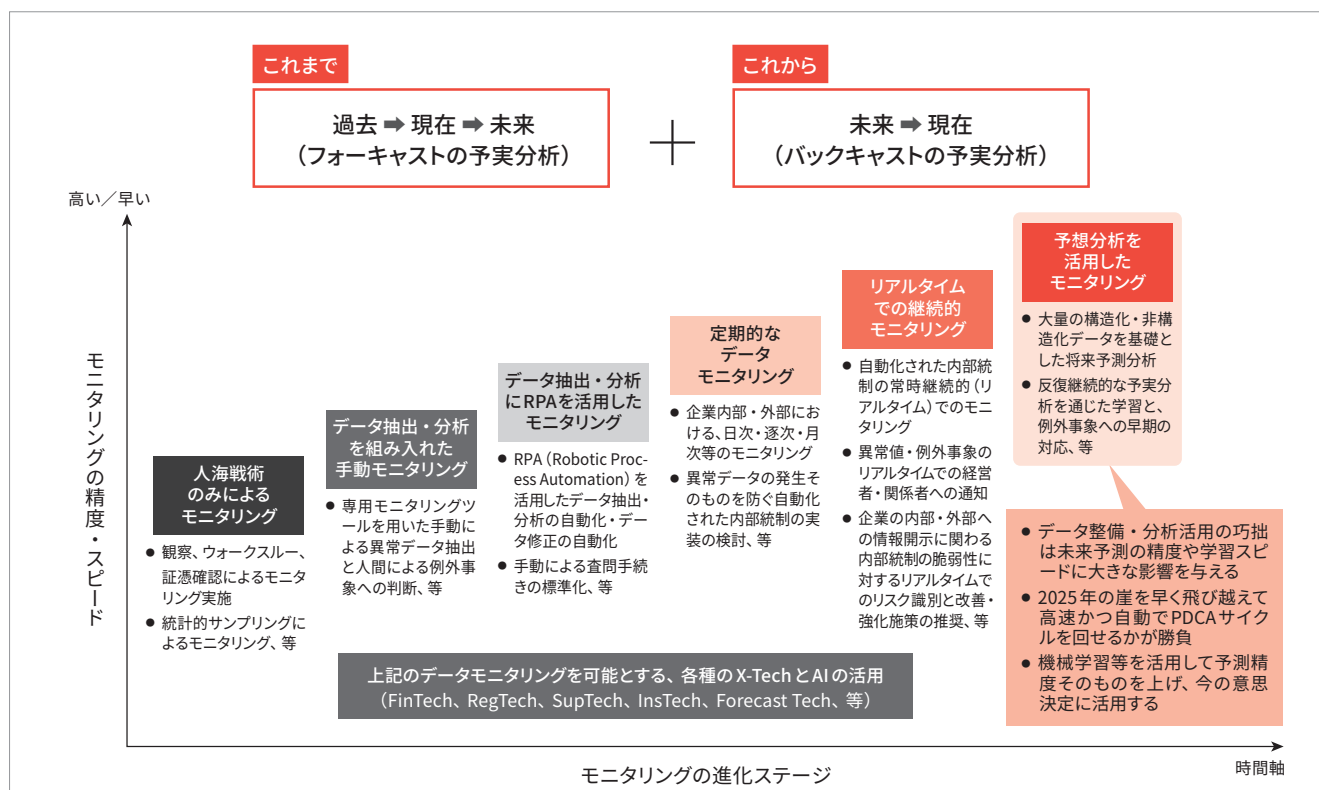 これまで
過去 ➡ 現在 ➡ 未来
（フォーキャストの予実分析）
＋
これから
未来 ➡ 現在
（バックキャストの予実分析）
高い／早い
モニタリングの精度・スピード
人海戦術
のみによる
モニタリング
● 観察、ウォークスルー、
証憑確認によるモニタ
リング実施
● 統計的サンプリングに
よるモニタリング、等
データ抽出・分析
を組み入れた
手動モニタリング
● 専用モニタリングツ
ールを用いた手動に
よる異常データ抽出
と人間による例外事
象への判断、等
データ抽出・分析
にRPAを活用した
モニタリング
● RPA（Robotic Proc-
ess Automation）を
活用したデータ抽出・
分析の自動化・デー
タ修正の自動化
● 手動による査問手続
きの標準化、等
定期的な
データ
モニタリング
● 企業内部・外部にお
ける、日次・逐次・月
次等のモニタリング
● 異常データの発生そ
のものを防ぐ自動化
された内部統制の実
装の検討、等
リアルタイム
での継続的
モニタリング
● 自動化された内部統
制の常時継続的（リ
アルタイム）でのモニ
タリング
● 異常値・例外事象の
リアルタイムでの経営
者・関係者への通知
● 企業の内部・外部へ
の情報開示に関わる
内部統制の脆弱性に
対するリアルタイムで
のリスク識別と改善・
強化施策の推奨、等
予想分析を
活用した
モニタリング
● 大量の構造化・非構
造化データを基礎と
した将来予測分析
● 反復継続的な予実分
析を通じた学習と、
例外事象への早期の
対応、等
● データ整備・分析活用の巧拙
は未来予測の精度や学習スピ
ードに大きな影響を与える
● 2025年の崖を早く飛び越えて
高速かつ自動でPDCAサイク
ルを回せるかが勝負
● 機械学習等を活用して予測精
度そのものを上げ、今の意思
決定に活用する
上記のデータモニタリングを可能とする、各種のX-TechとAIの活用
（FinTech、RegTech、SupTech、InsTech、Forecast Tech、等）
モニタリングの進化ステージ
時間軸